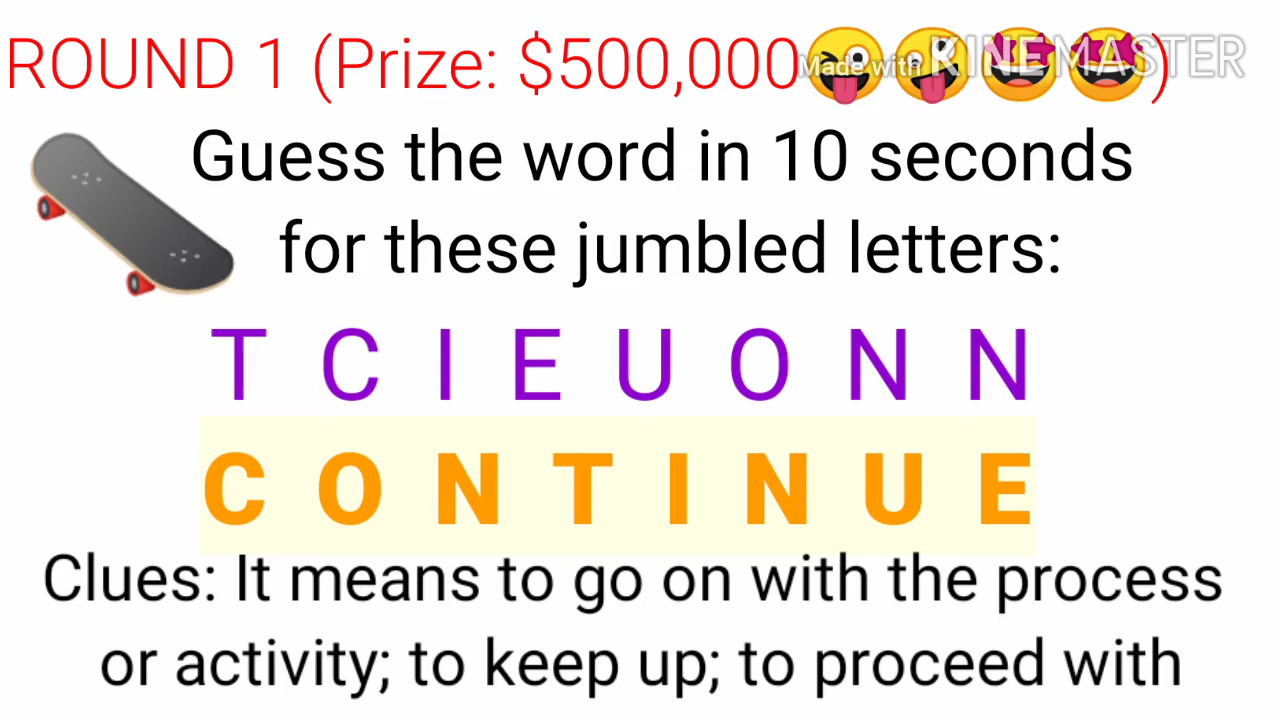 ROUND 1 (Prize: $500,000😜🤪🤩🤩)
Made with KINEMASTER
Guess the word in 10 seconds
for these jumbled letters:
T C I E U O N N
C O N T I N U E
Clues: It means to go on with the process
or activity; to keep up; to proceed with